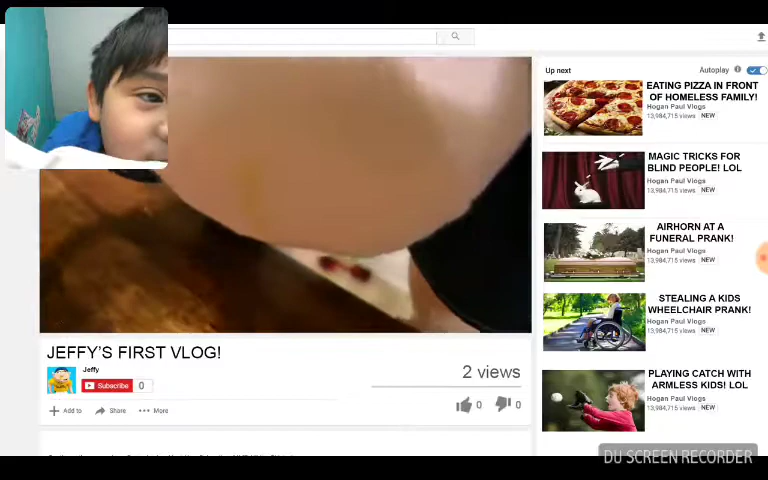 Up next
Autoplay
EATING PIZZA IN FRONT
OF HOMELESS FAMILY!
Hogan Paul Vlogs
13,984,715 views NEW
MAGIC TRICKS FOR
BLIND PEOPLE! LOL
Hogan Paul Vlogs
13,984,715 views NEW
AIRHORN AT A
FUNERAL PRANK!
Hogan Paul Vlogs
13,984,715 views NEW
STEALING A KIDS
WHEELCHAIR PRANK!
Hogan Paul Vlogs
13,984,715 views NEW
PLAYING CATCH WITH
ARMLESS KIDS! LOL
Hogan Paul Vlogs
13,984,715 views NEW
JEFFY'S FIRST VLOG!
Jeffy
Subscribe 0
2 views
Add to Share More
0 0
DU SCREEN RECORDER